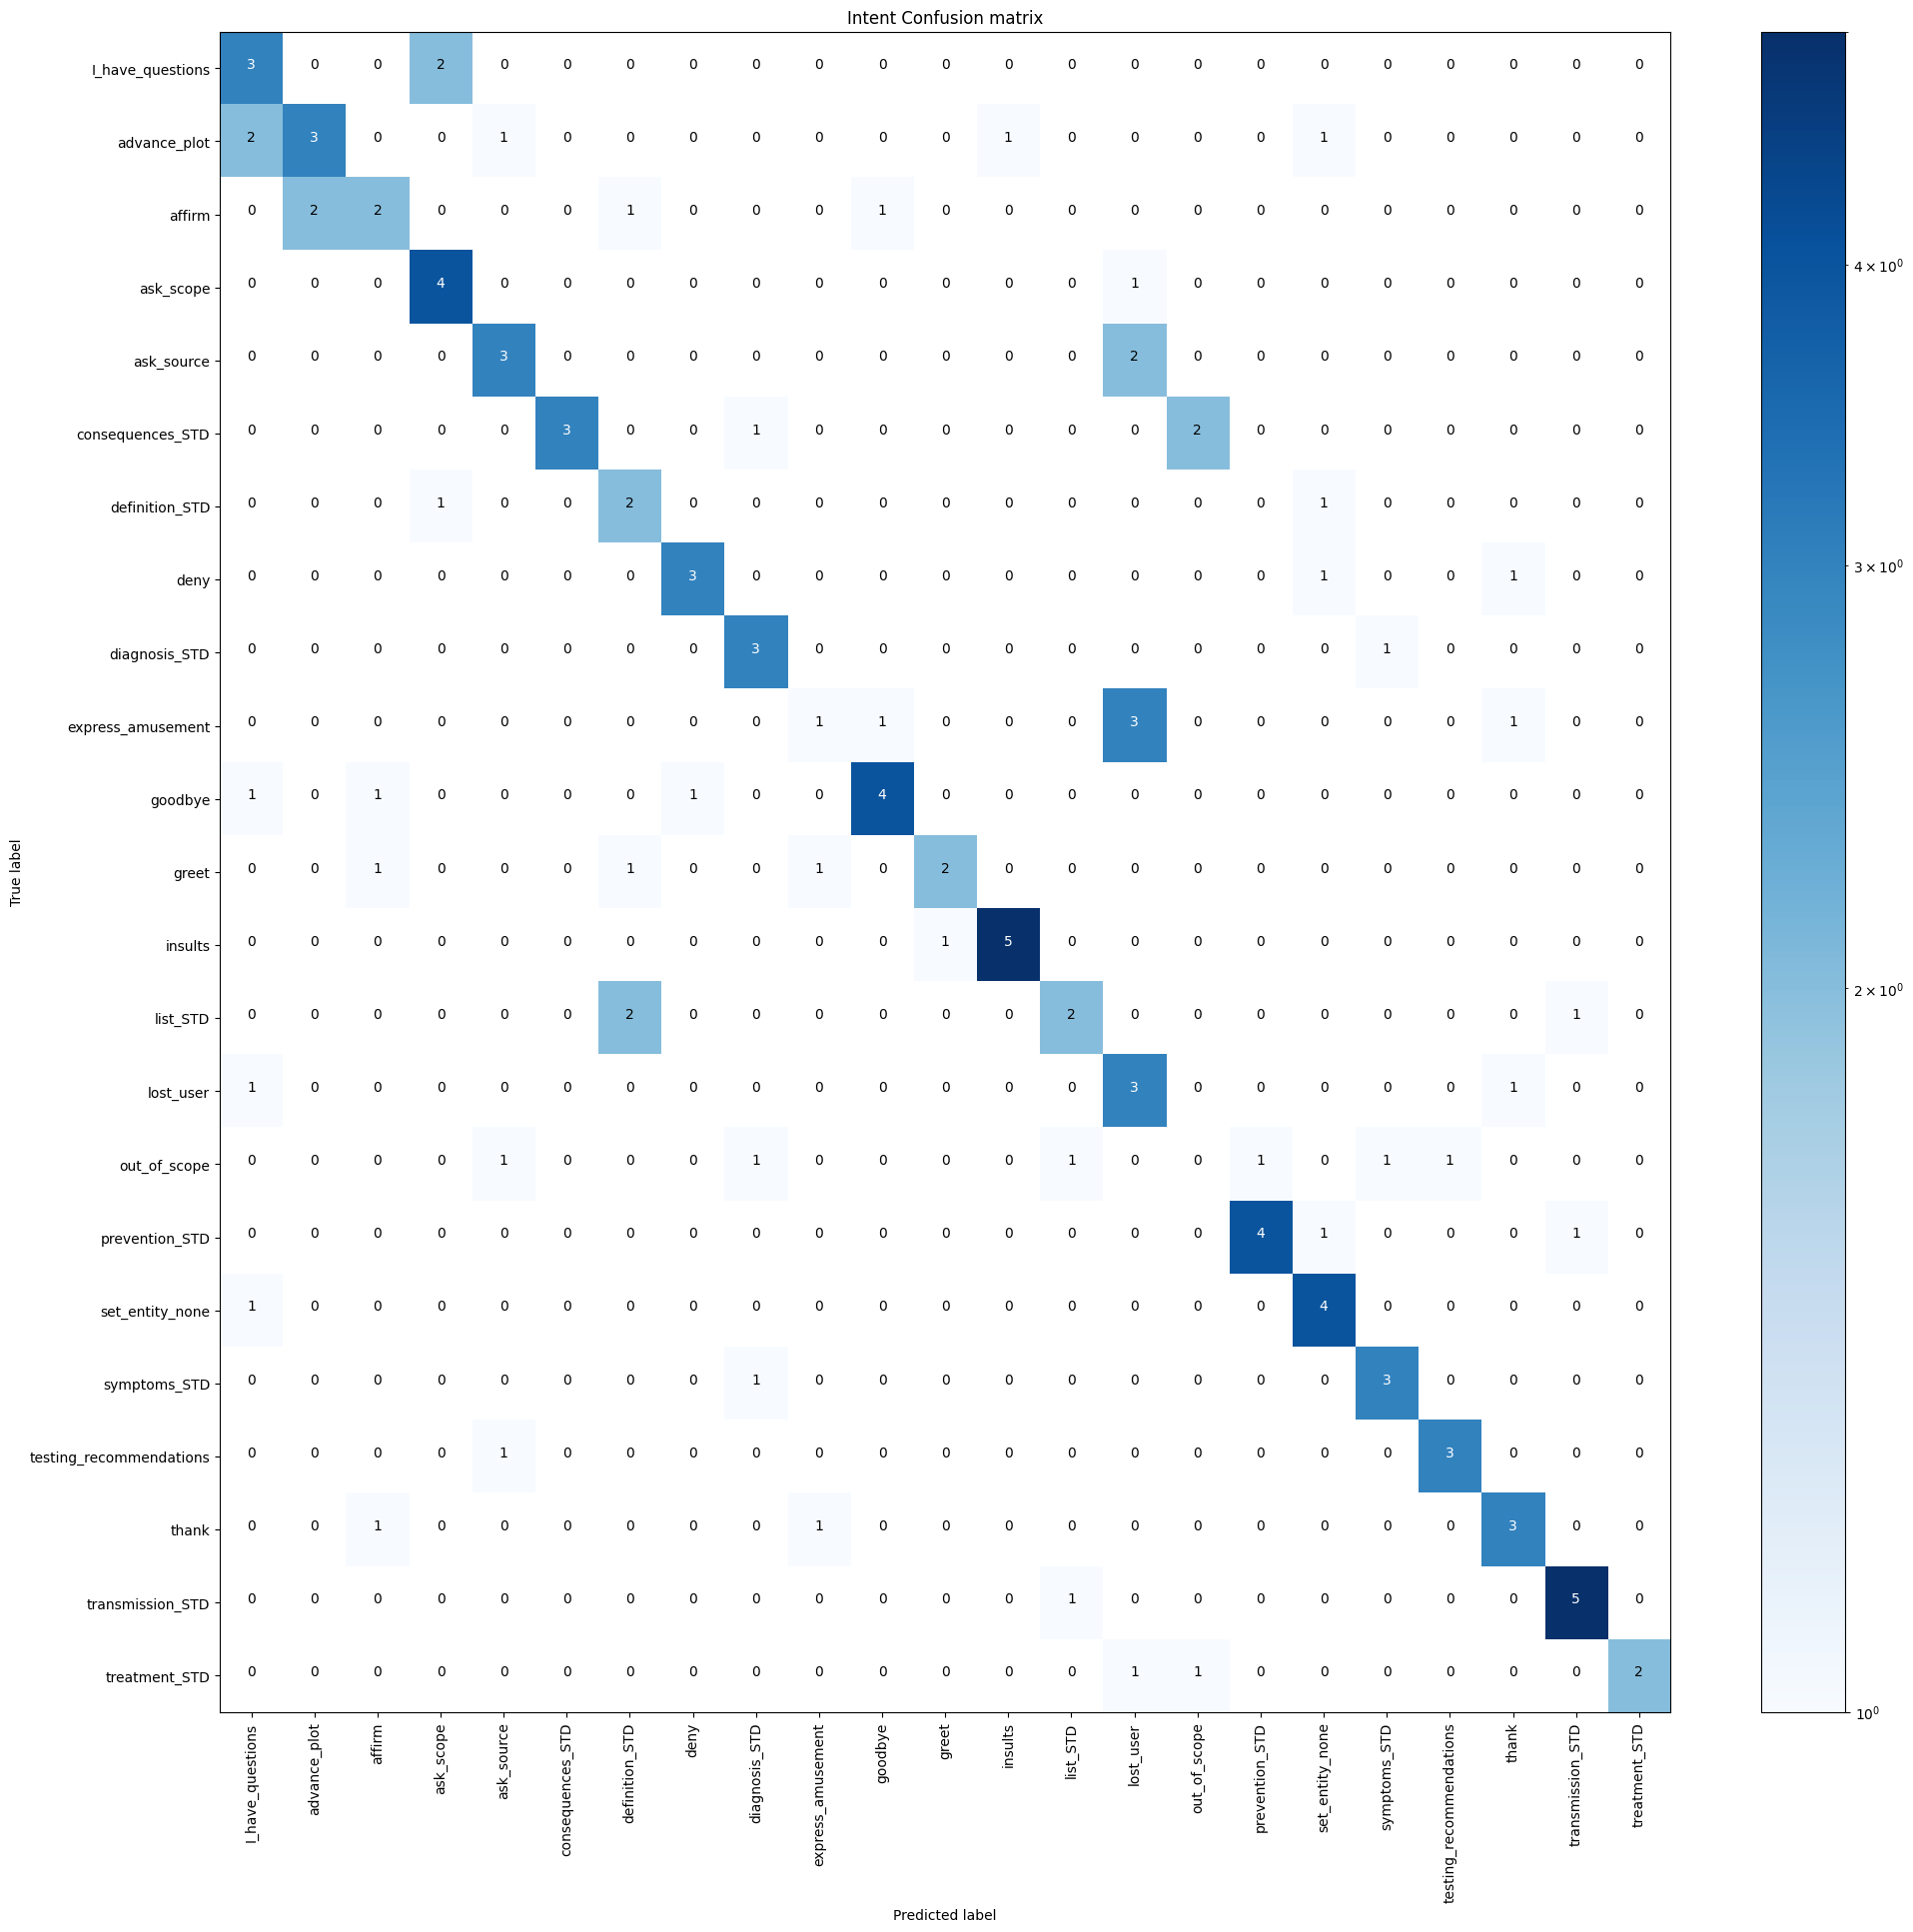 Intent Confusion matrix
I_have_questions 3 0 0 2 0 0 0 0 0 0 0 0 0 0 0 0 0 0 0 0 0 0 0
advance_plot 2 3 0 0 1 0 0 0 0 0 0 0 1 0 0 0 0 1 0 0 0 0 0
affirm 0 2 2 0 0 0 1 0 0 0 1 0 0 0 0 0 0 0 0 0 0 0 0
ask_scope 0 0 0 4 0 0 0 0 0 0 0 0 0 0 1 0 0 0 0 0 0 0 0
ask_source 0 0 0 0 3 0 0 0 0 0 0 0 0 0 2 0 0 0 0 0 0 0 0
consequences_STD 0 0 0 0 0 3 0 0 1 0 0 0 0 0 0 2 0 0 0 0 0 0 0
definition_STD 0 0 0 1 0 0 2 0 0 0 0 0 0 0 0 0 0 1 0 0 0 0 0
deny 0 0 0 0 0 0 0 3 0 0 0 0 0 0 0 0 0 1 0 0 1 0 0
diagnosis_STD 0 0 0 0 0 0 0 0 3 0 0 0 0 0 0 0 0 0 1 0 0 0 0
express_amusement 0 0 0 0 0 0 0 0 0 1 1 0 0 0 3 0 0 0 0 0 1 0 0
goodbye 1 0 1 0 0 0 0 1 0 0 4 0 0 0 0 0 0 0 0 0 0 0 0
greet 0 0 1 0 0 0 1 0 0 1 0 2 0 0 0 0 0 0 0 0 0 0 0
insults 0 0 0 0 0 0 0 0 0 0 0 1 5 0 0 0 0 0 0 0 0 0 0
list_STD 0 0 0 0 0 0 2 0 0 0 0 0 0 2 0 0 0 0 0 0 0 1 0
lost_user 1 0 0 0 0 0 0 0 0 0 0 0 0 0 3 0 0 0 0 0 1 0 0
out_of_scope 0 0 0 0 1 0 0 0 1 0 0 0 0 1 0 0 1 0 1 1 0 0 0
prevention_STD 0 0 0 0 0 0 0 0 0 0 0 0 0 0 0 0 4 1 0 0 0 1 0
set_entity_none 1 0 0 0 0 0 0 0 0 0 0 0 0 0 0 0 0 4 0 0 0 0 0
symptoms_STD 0 0 0 0 0 0 0 0 1 0 0 0 0 0 0 0 0 0 3 0 0 0 0
testing_recommendations 0 0 0 0 1 0 0 0 0 0 0 0 0 0 0 0 0 0 0 3 0 0 0
thank 0 0 1 0 0 0 0 0 0 1 0 0 0 0 0 0 0 0 0 0 3 0 0
transmission_STD 0 0 0 0 0 0 0 0 0 0 0 0 0 1 0 0 0 0 0 0 0 5 0
treatment_STD 0 0 0 0 0 0 0 0 0 0 0 0 0 0 1 1 0 0 0 0 0 0 2
True label
I_have_questions
advance_plot
affirm
ask_scope
ask_source
consequences_STD
definition_STD
deny
diagnosis_STD
express_amusement
goodbye
greet
insults
list_STD
lost_user
out_of_scope
prevention_STD
set_entity_none
symptoms_STD
testing_recommendations
thank
transmission_STD
treatment_STD
Predicted label
4 × 10⁰
3 × 10⁰
2 × 10⁰
10⁰